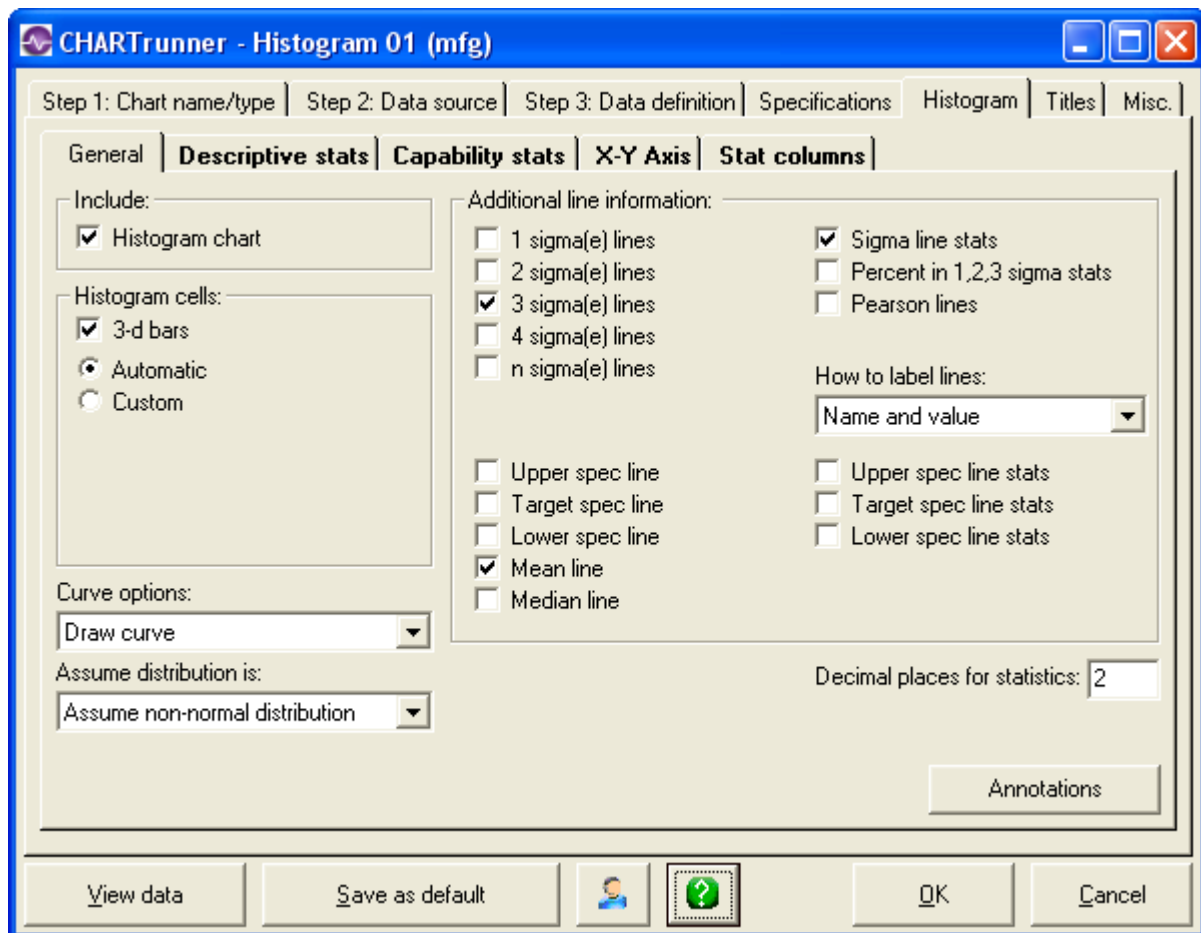 CHARTrunner - Histogram 01 (mfg)
Step 1: Chart name/type Step 2: Data source Step 3: Data definition Specifications Histogram Titles Misc.
General Descriptive stats Capability stats X-Y Axis Stat columns
Include:
Histogram chart
Histogram cells:
3-d bars
Automatic
Custom
Curve options:
Draw curve
Assume distribution is:
Assume non-normal distribution
Additional line information:
1 sigma(e) lines
2 sigma(e) lines
3 sigma(e) lines
4 sigma(e) lines
n sigma(e) lines
Sigma line stats
Percent in 1,2,3 sigma stats
Pearson lines
How to label lines:
Name and value
Upper spec line
Target spec line
Lower spec line
Mean line
Median line
Upper spec line stats
Target spec line stats
Lower spec line stats
Decimal places for statistics: 2
Annotations
View data Save as default ? OK Cancel